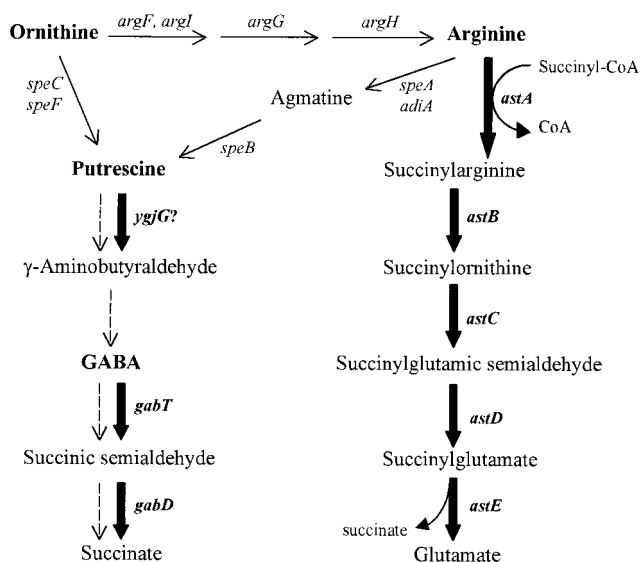 Ornithine argF, argI argG argH Arginine
speC
speF
Agmatine
speA
adiA
astA
Succinyl-CoA
CoA
speB
Putrescine
Succinylarginine
ygjG?
astB
γ-Aminobutyraldehyde
Succinylornithine
astC
GABA
Succinylglutamic semialdehyde
gabT
astD
Succinic semialdehyde
Succinylglutamate
gabD
astE
succinate
Succinate
Glutamate